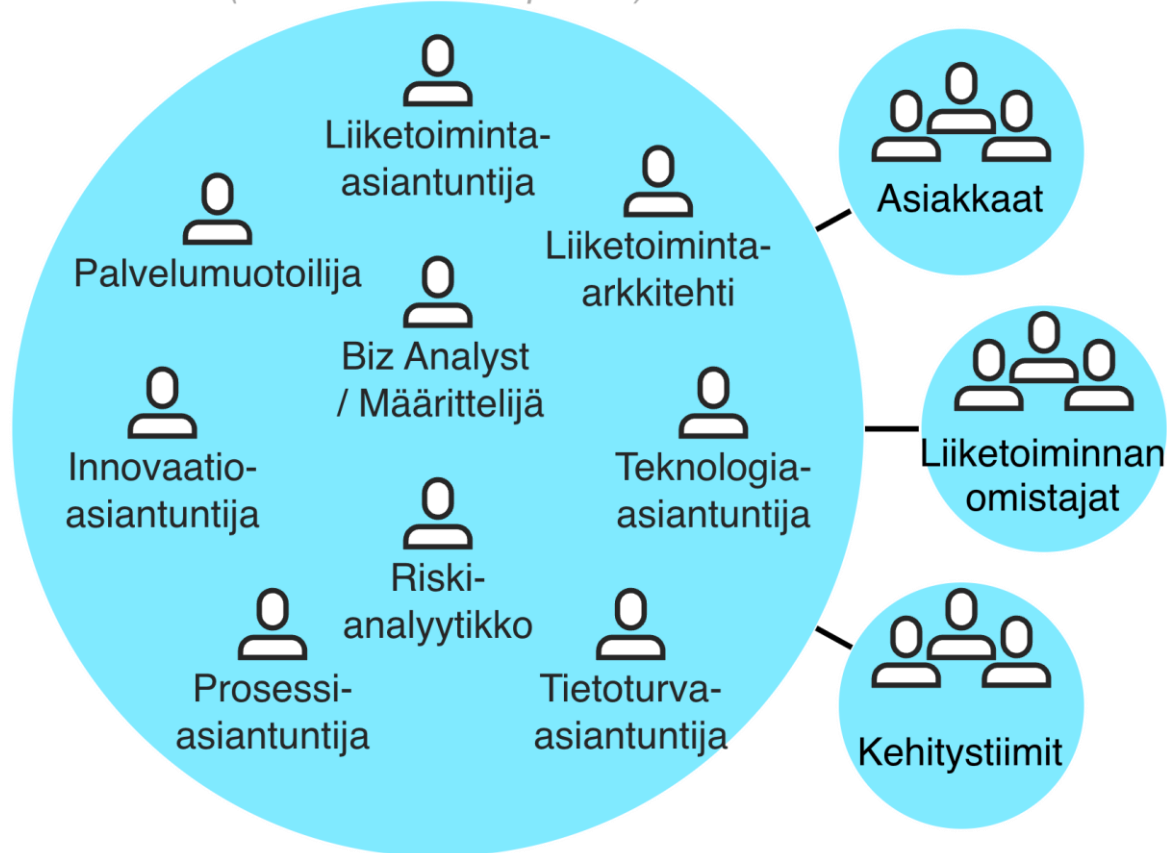 Liiketoiminta-
asiantuntija
Liiketoiminta-
arkkitehti
Palvelumuotoilija
Biz Analyst
/ Määrittelijä
Innovaatio-
asiantuntija
Teknologia-
asiantuntija
Riski-
analyytikko
Prosessi-
asiantuntija
Tietoturva-
asiantuntija
Asiakkaat
Liiketoiminnan
omistajat
Kehitystiimit